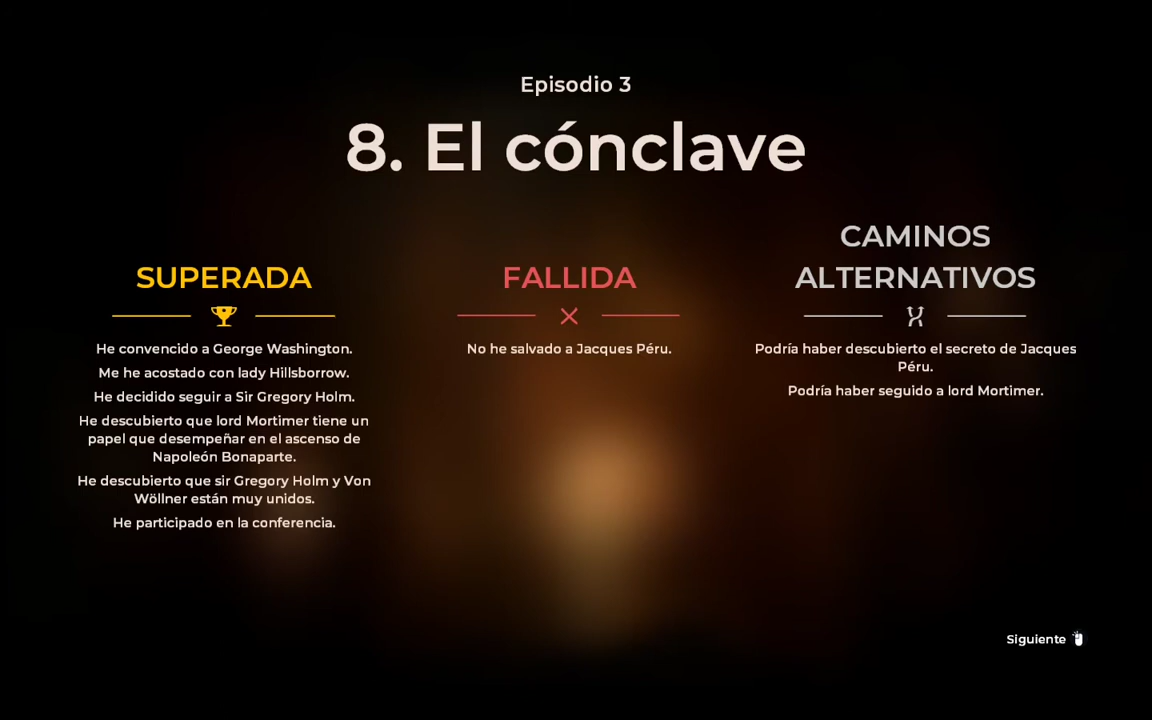 Episodio 3
8. El cónclave
SUPERADA
He convencido a George Washington.
Me he acostado con lady Hillsborrow.
He decidido seguir a Sir Gregory Holm.
He descubierto que lord Mortimer tiene un
papel que desempeñar en el ascenso de
Napoleón Bonaparte.
He descubierto que sir Gregory Holm y Von
Wöllner están muy unidos.
He participado en la conferencia.
FALLIDA
No he salvado a Jacques Péru.
CAMINOS
ALTERNATIVOS
Podría haber descubierto el secreto de Jacques
Péru.
Podría haber seguido a lord Mortimer.
Siguiente